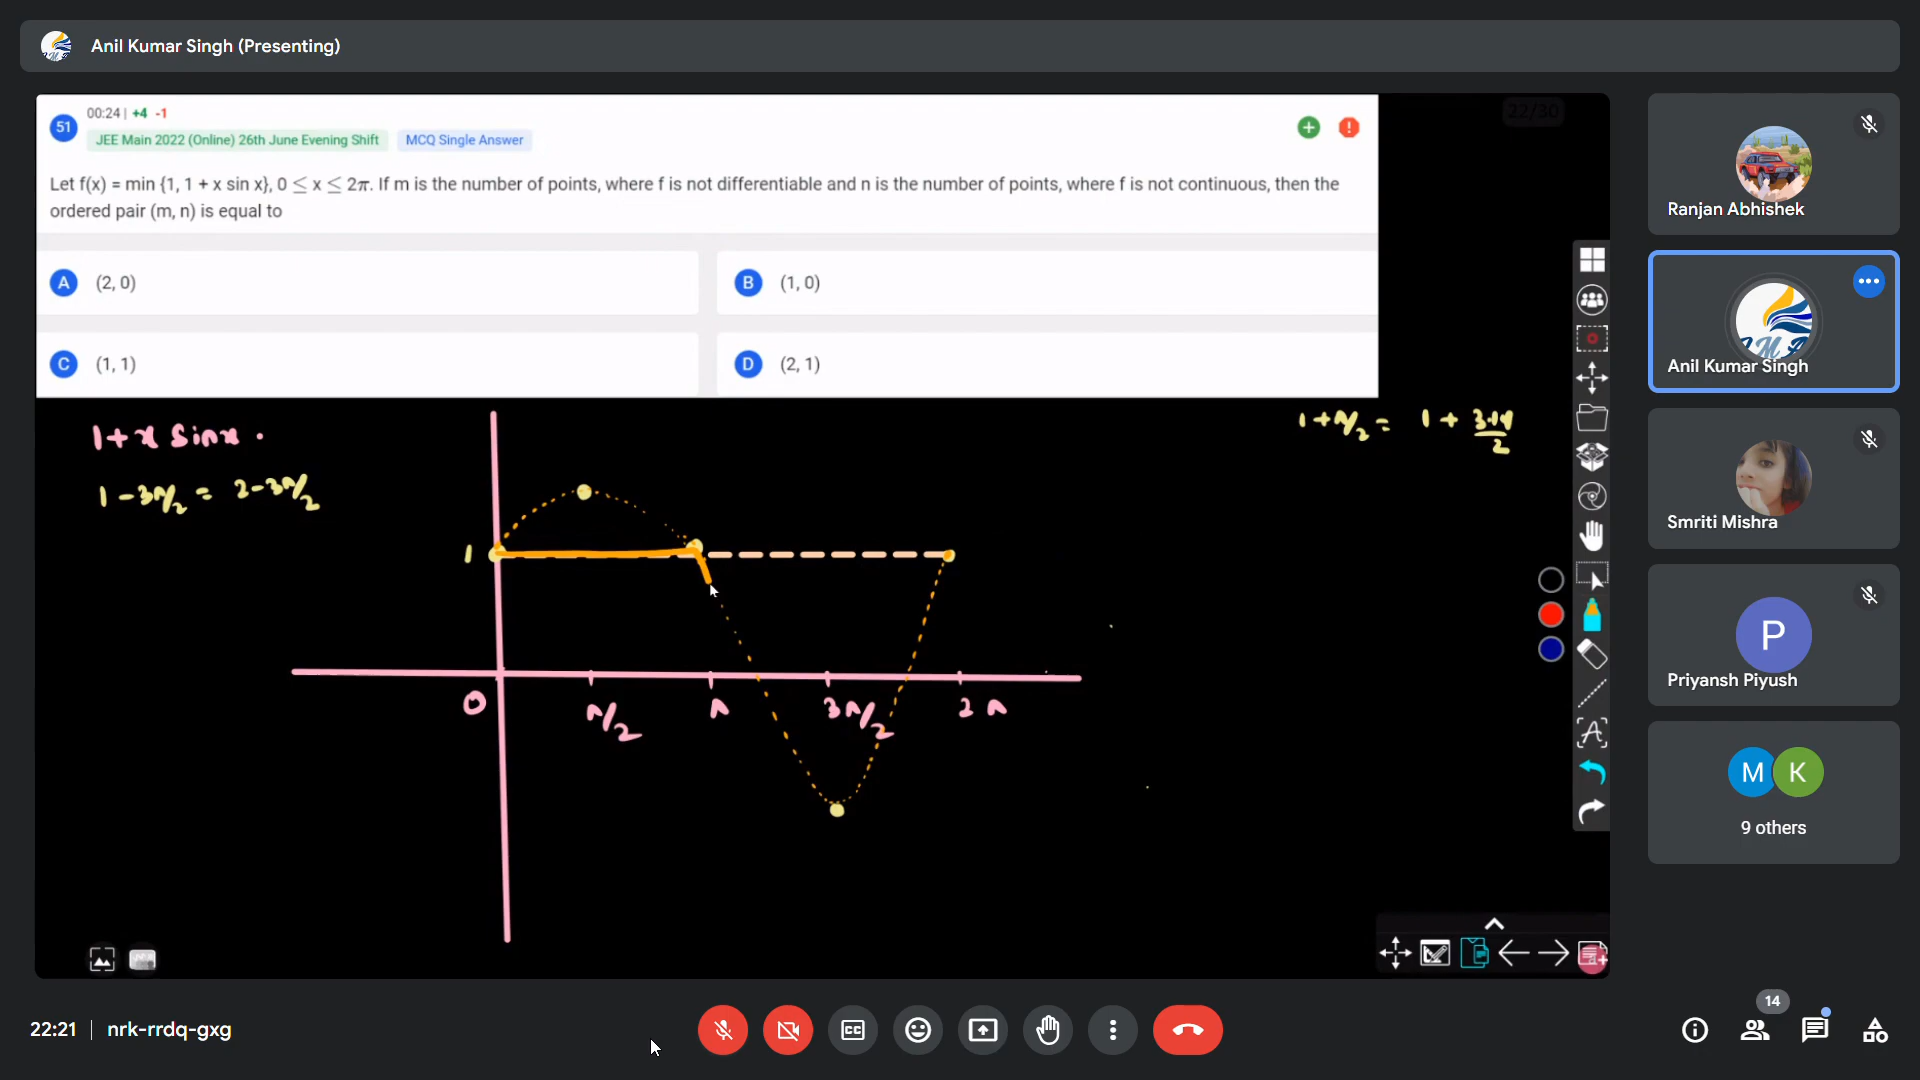 Anil Kumar Singh (Presenting)
51
00:24 | +4 -1
JEE Main 2022 (Online) 26th June Evening Shift
MCQ Single Answer
Let f(x) = min {1, 1 + x sin x}, 0 ≤ x ≤ 2π. If m is the number of points, where f is not differentiable and n is the number of points, where f is not continuous, then the
ordered pair (m, n) is equal to
A (2, 0)
B (1, 0)
C (1, 1)
D (2, 1)
22/30
1+x sinx.
1-3π/2 = 2-3π/2
1+π/2 = 1 + 3.14/2
1
0
π/2
π
3π/2
2π
Ranjan Abhishek
Anil Kumar Singh
Smriti Mishra
P
Priyansh Piyush
M
K
9 others
22:21 | nrk-rrdq-gxg
CC
14